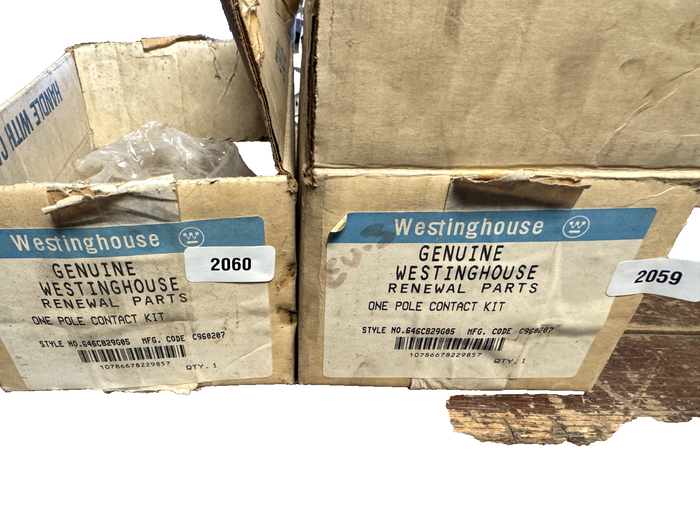 HANDLE WITH C
Westinghouse
2060
GENUINE
WESTINGHOUSE
RENEWAL PARTS
ONE POLE CONTACT KIT
STYLE NO.646C829G05 MFG. CODE C960207
10786678229857
QTY. 1
Westinghouse
2059
GENUINE
WESTINGHOUSE
RENEWAL PARTS
ONE POLE CONTACT KIT
STYLE NO.646C829G05 MFG. CODE C960207
10786678229857
QTY. 1